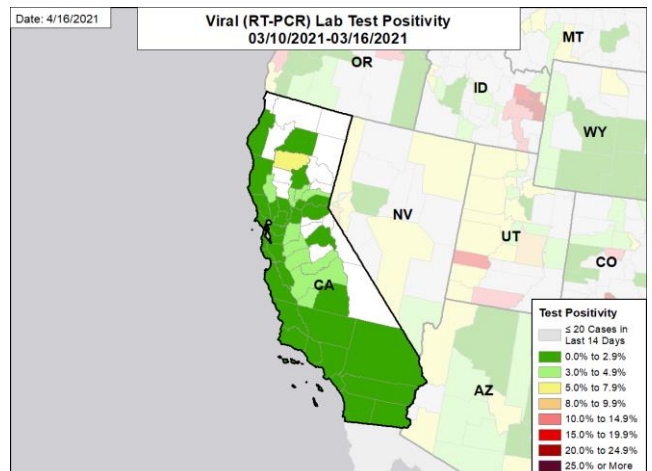 Date: 4/16/2021
Viral (RT-PCR) Lab Test Positivity
03/10/2021-03/16/2021
MT
OR
ID
WY
NV
UT
CO
CA
AZ
Test Positivity
≤ 20 Cases in
Last 14 Days
0.0% to 2.9%
3.0% to 4.9%
5.0% to 7.9%
8.0% to 9.9%
10.0% to 14.9%
15.0% to 19.9%
20.0% to 24.9%
25.0% or More